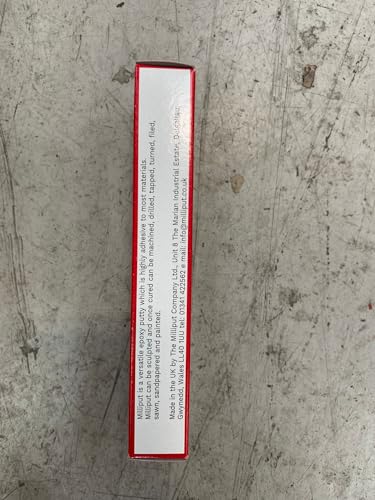 Milliput is a versatile epoxy putty which is highly adhesive to most materials.
Milliput can be sculpted and once cured can be machined, drilled, tapped, turned, filed,
sawn, sandpapered and painted.
Made in the UK by The Milliput Company Ltd., Unit 8 The Marian Industrial Estate, Dolgellau,
Gwynedd, Wales LL40 1UU tel: 01341 422562 e mail: info@milliput.co.uk